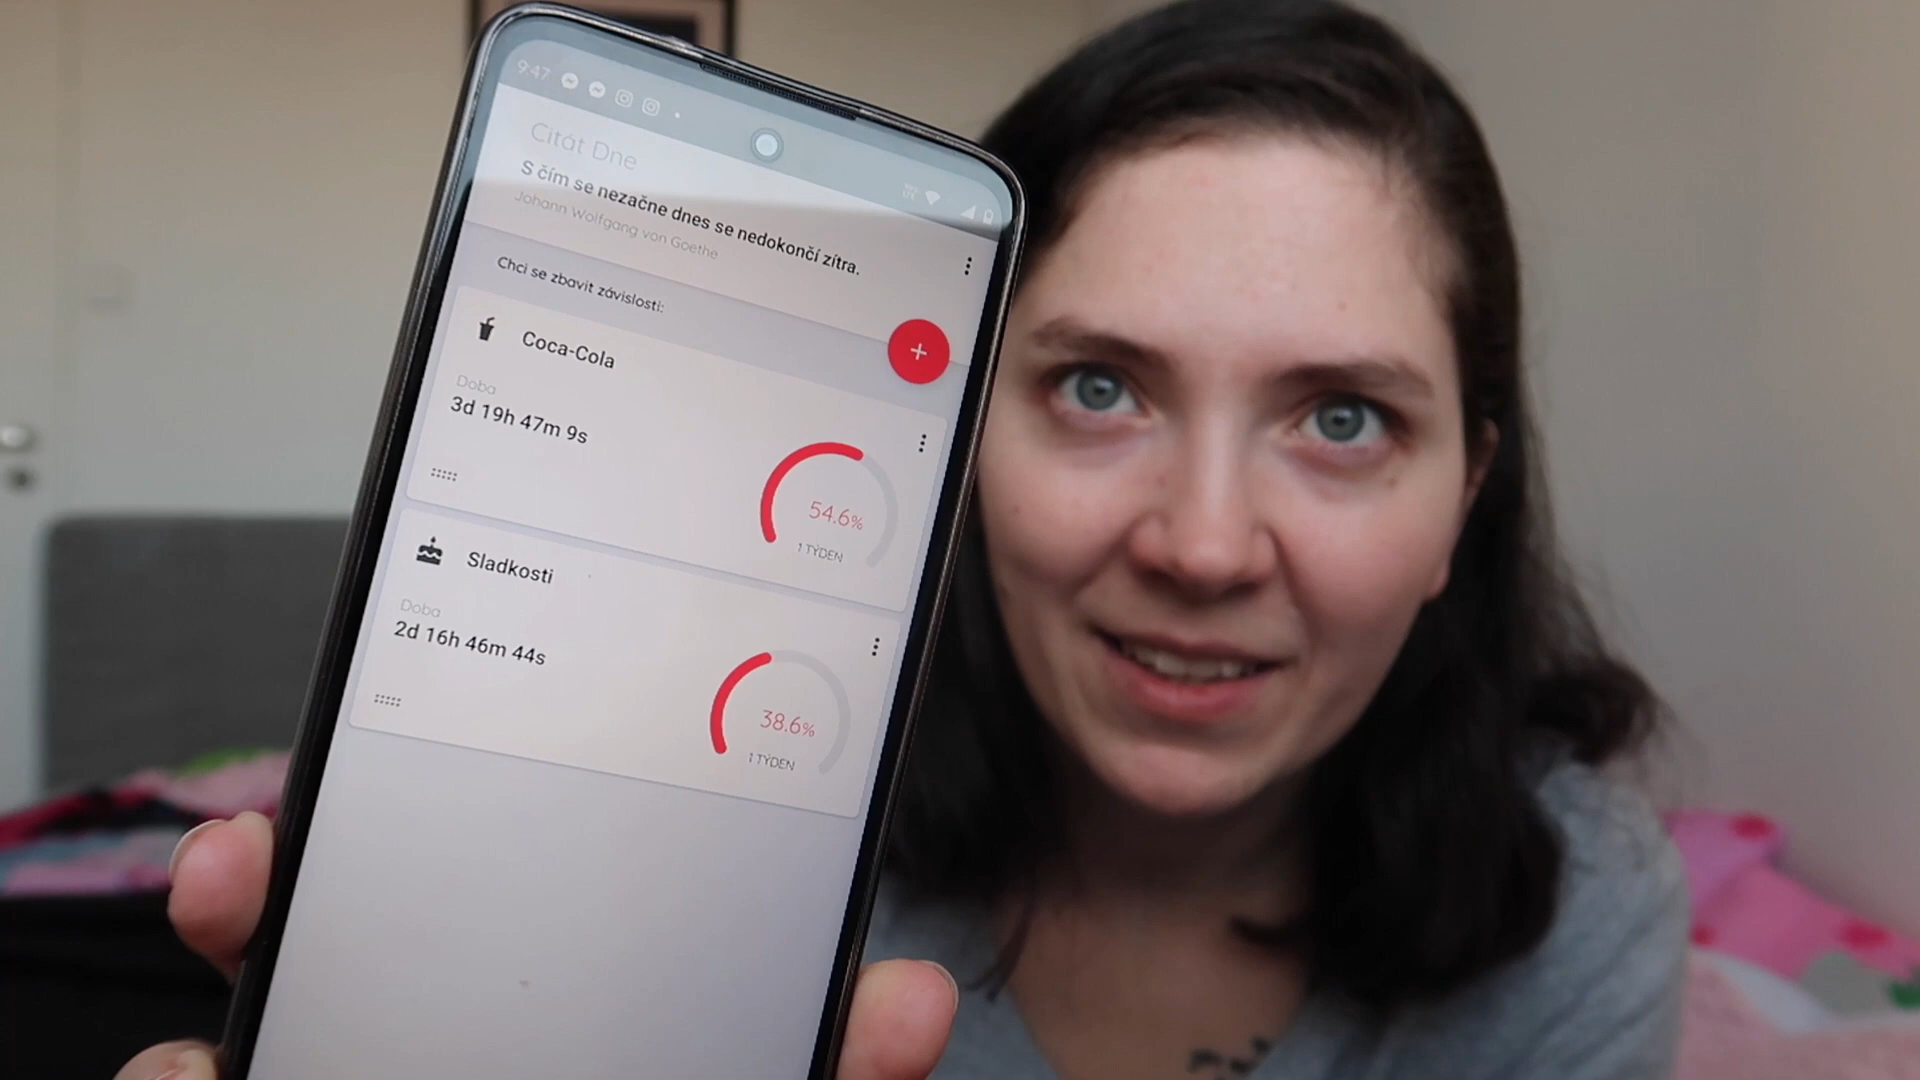 9:47
Citát Dne
S čím se nezačne dnes se nedokončí zítra.
Johann Wolfgang von Goethe
Chci se zbavit závislosti:
+
Coca-Cola
Doba
3d 19h 47m 9s
54.6%
1 TÝDEN
Sladkosti
Doba
2d 16h 46m 44s
38.6%
1 TÝDEN